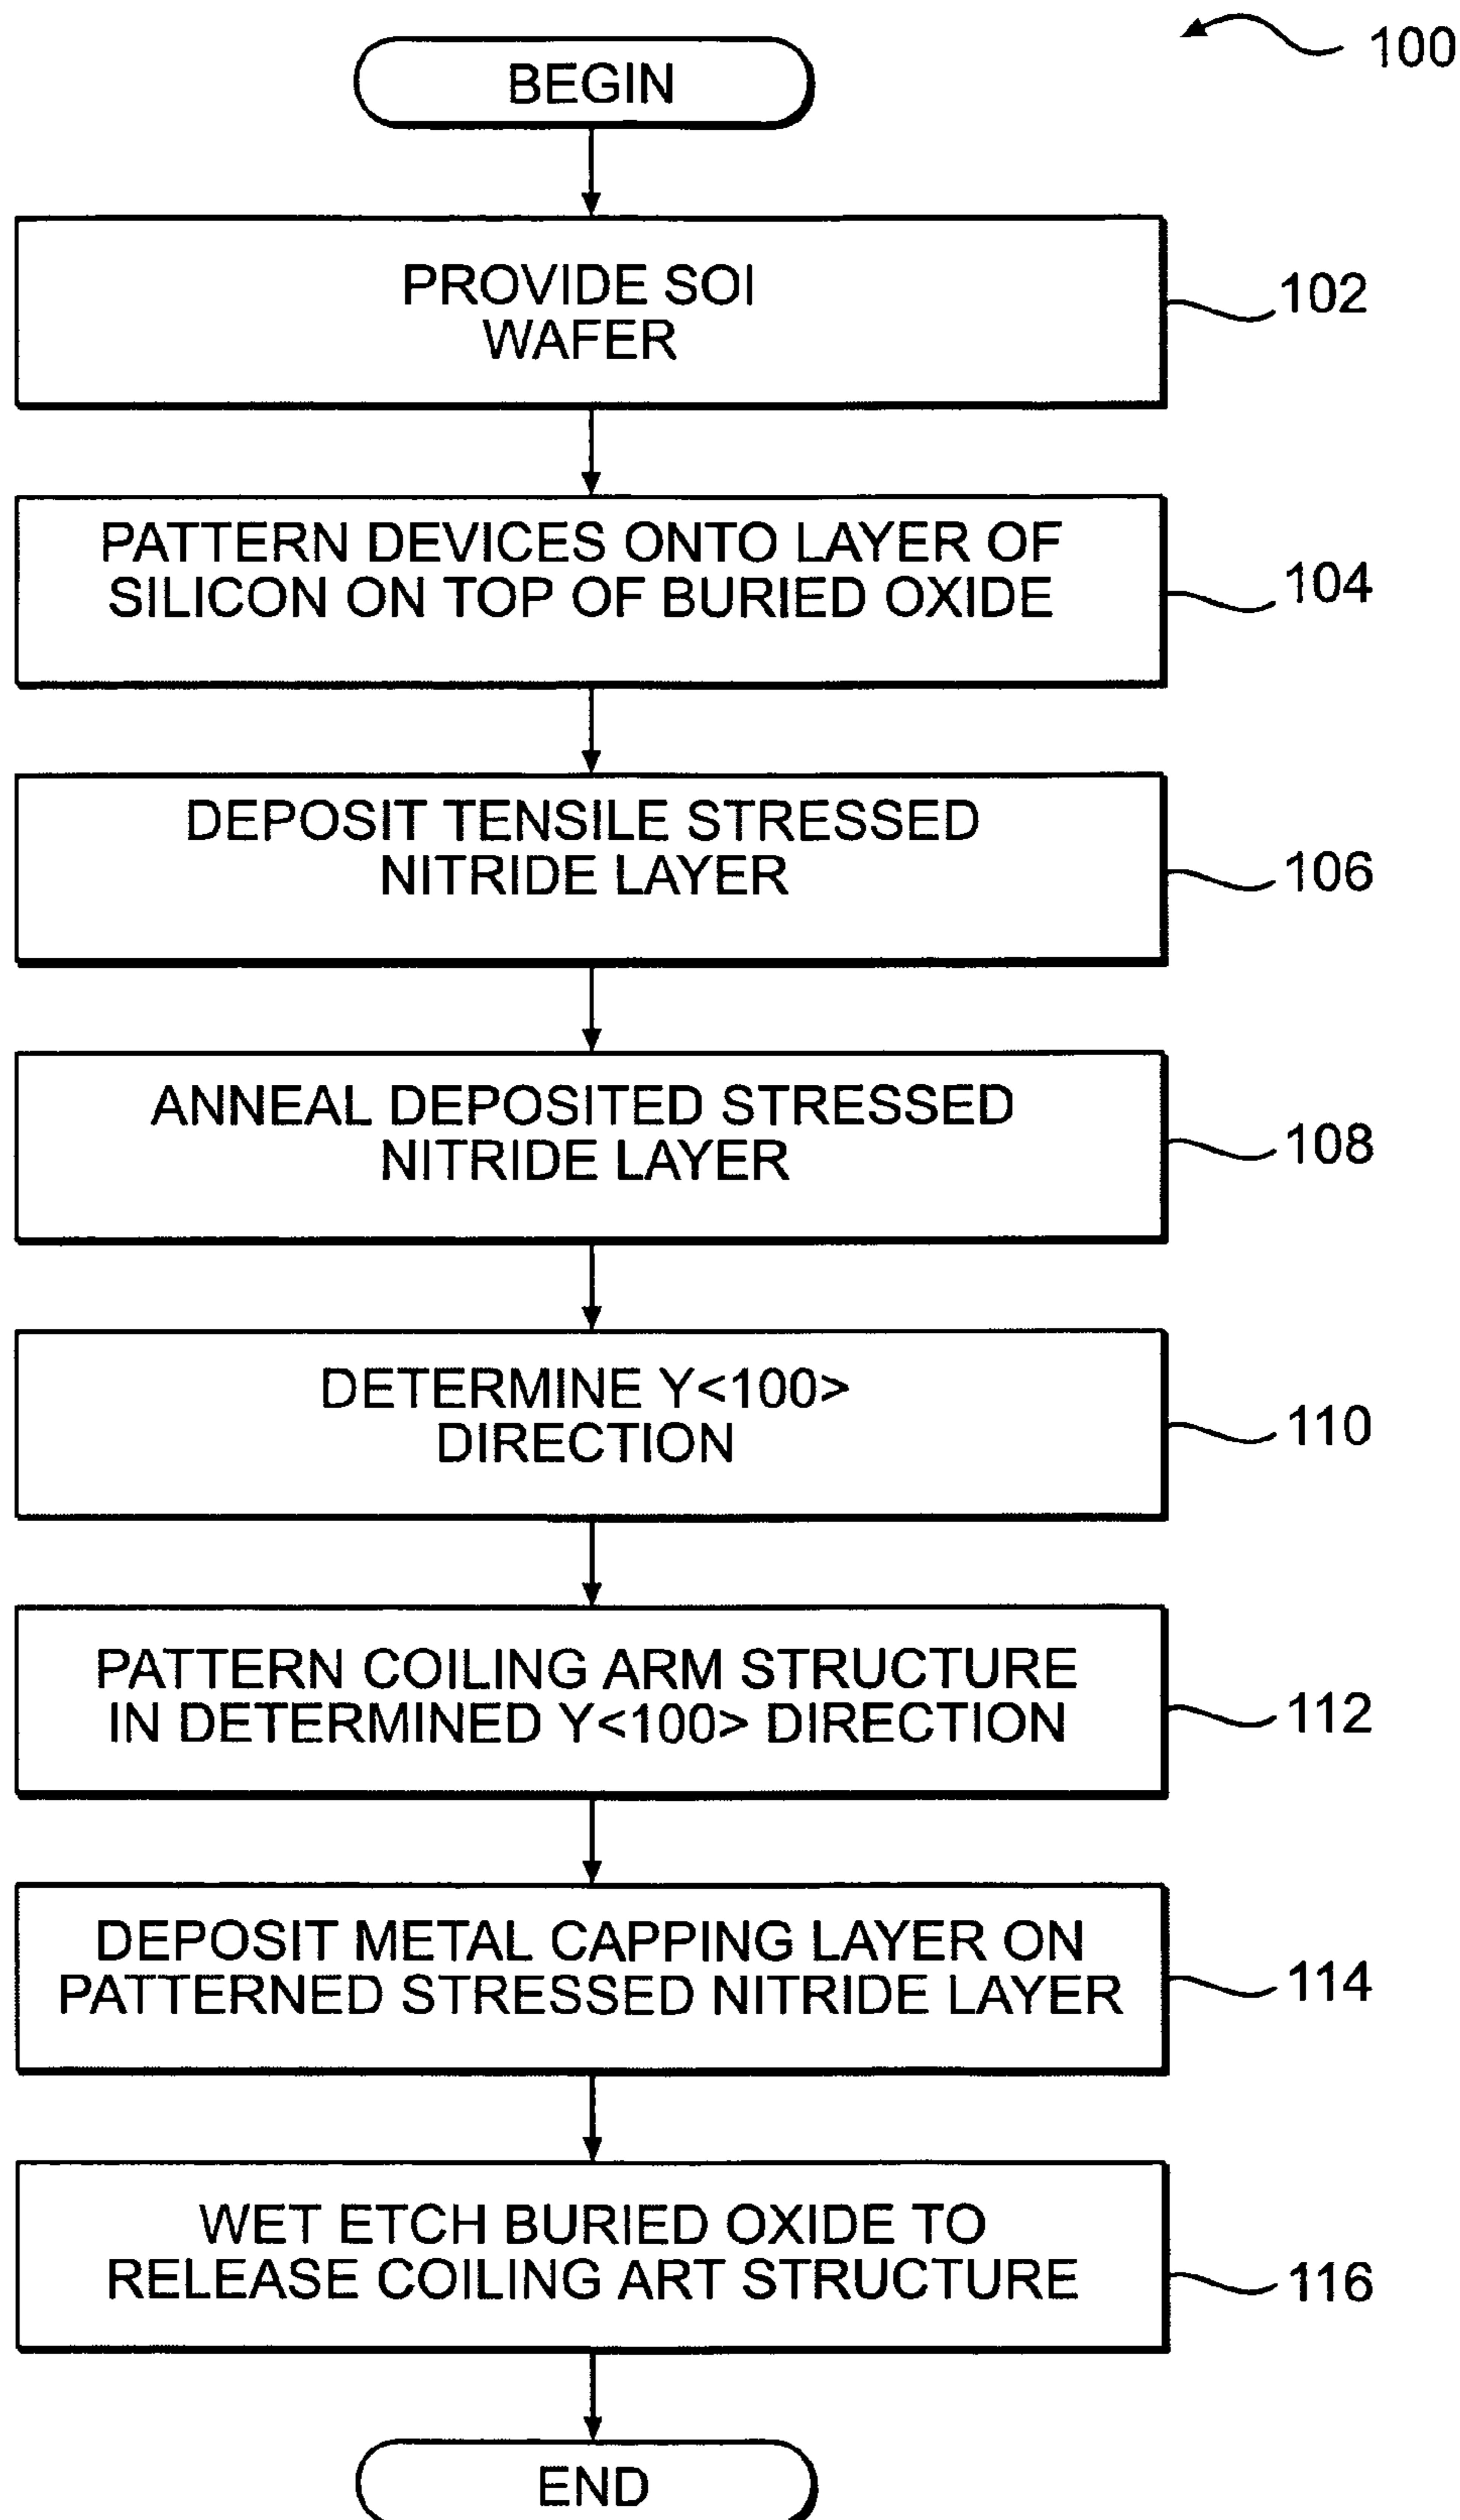 100
BEGIN
PROVIDE SOI
WAFER
102
PATTERN DEVICES ONTO LAYER OF
SILICON ON TOP OF BURIED OXIDE
104
DEPOSIT TENSILE STRESSED
NITRIDE LAYER
106
ANNEAL DEPOSITED STRESSED
NITRIDE LAYER
108
DETERMINE Y<100>
DIRECTION
110
PATTERN COILING ARM STRUCTURE
IN DETERMINED Y<100> DIRECTION
112
DEPOSIT METAL CAPPING LAYER ON
PATTERNED STRESSED NITRIDE LAYER
114
WET ETCH BURIED OXIDE TO
RELEASE COILING ART STRUCTURE
116
END